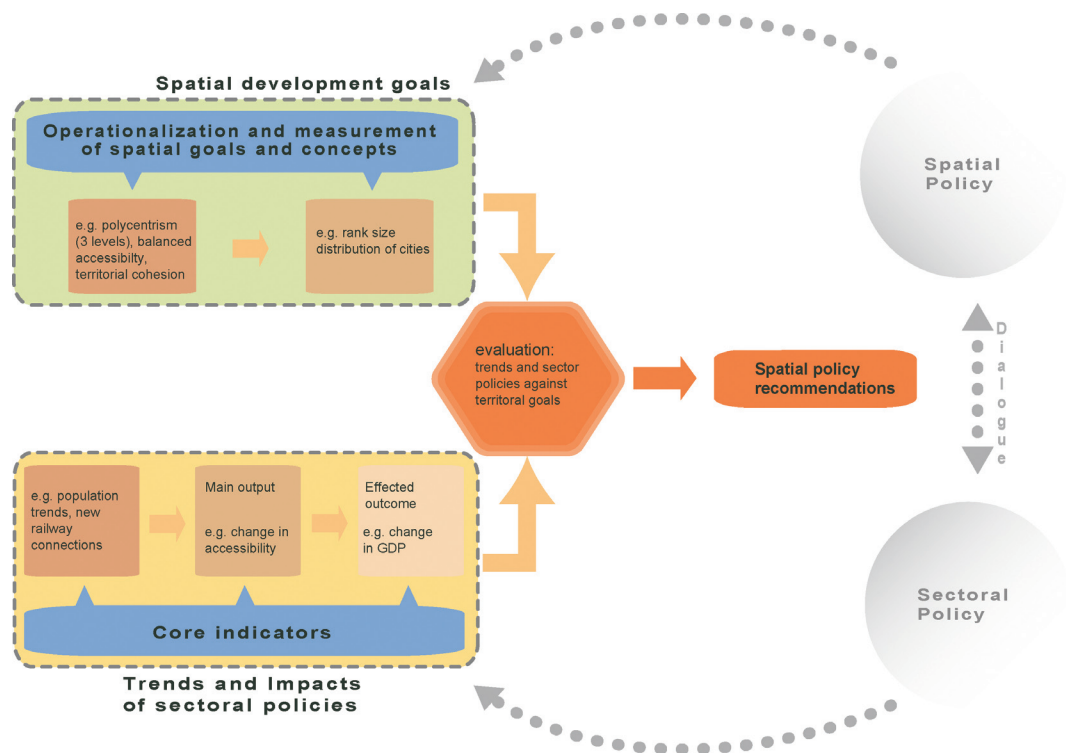 Spatial development goals
Operationalization and measurement
of spatial goals and concepts
e.g. polycentrism
(3 levels), balanced
accessibilty,
territorial cohesion
e.g. rank size
distribution of cities
Spatial
Policy
evaluation:
trends and sector
policies against
territoral goals
Spatial policy
recommendations
Dialogue
e.g. population
trends, new
railway
connections
Main output
e.g. change in
accessibility
Effected
outcome
e.g. change
in GDP
Core indicators
Trends and Impacts
of sectoral policies
Sectoral
Policy